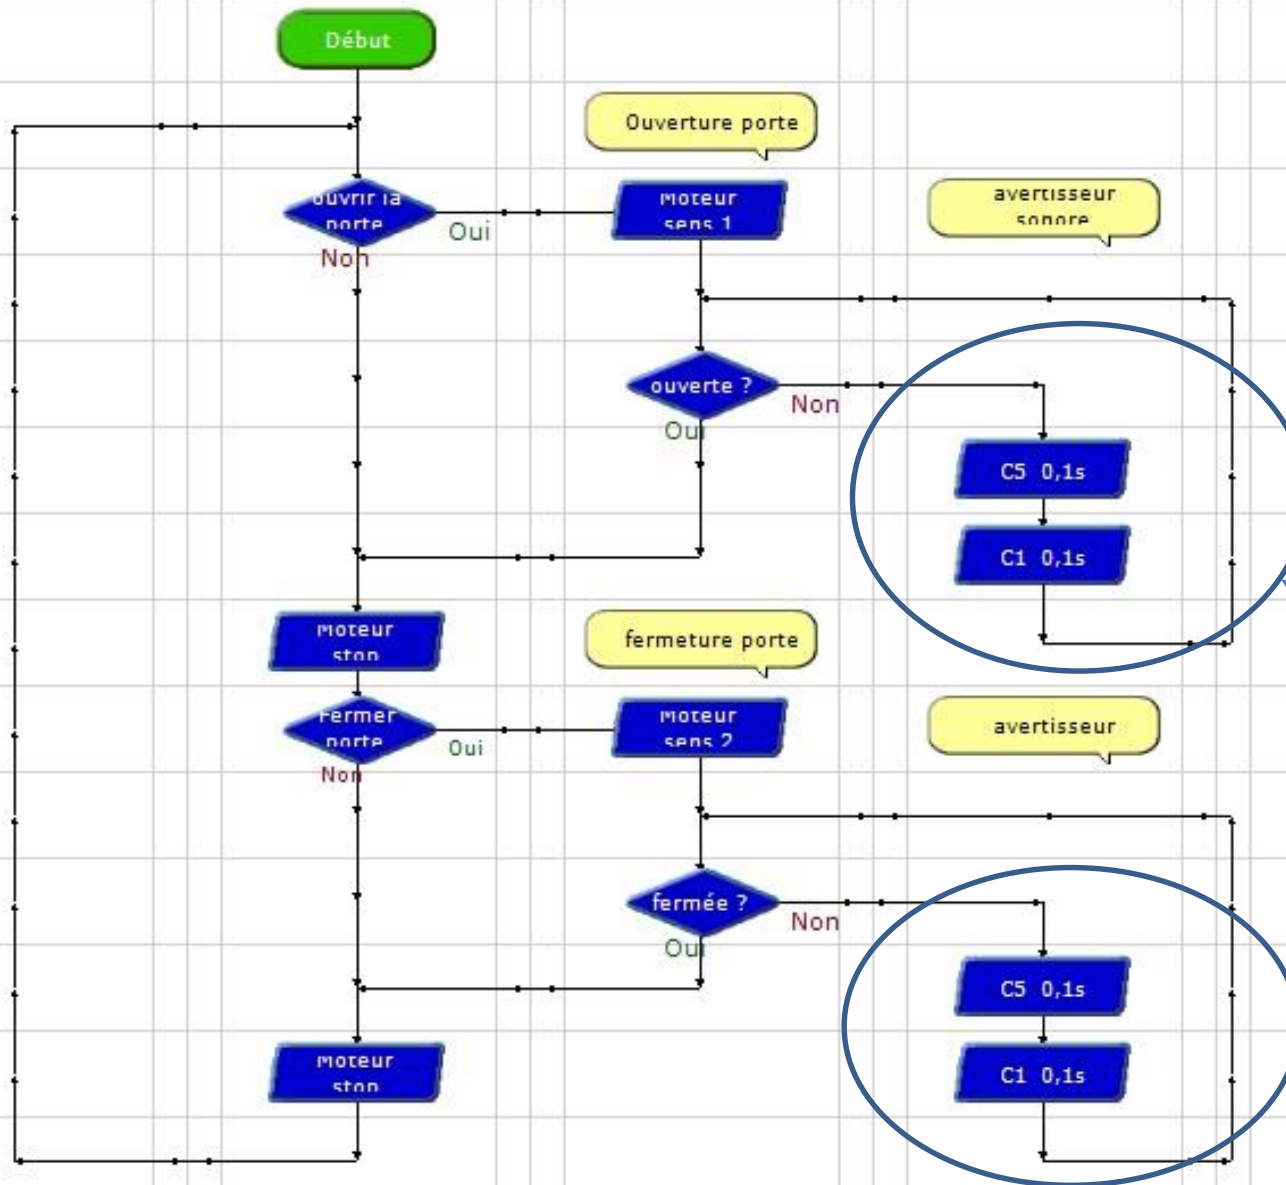 Début
Ouverture porte
ouvrir la
porte
Oui
Non
Moteur
sens 1
avertisseur
sonore
ouverte ?
Non
Oui
C5 0,1s
C1 0,1s
Moteur
stop
fermeture porte
Fermer
porte
Oui
Non
Moteur
sens 2
avertisseur
fermée ?
Non
Oui
C5 0,1s
C1 0,1s
Moteur
stop